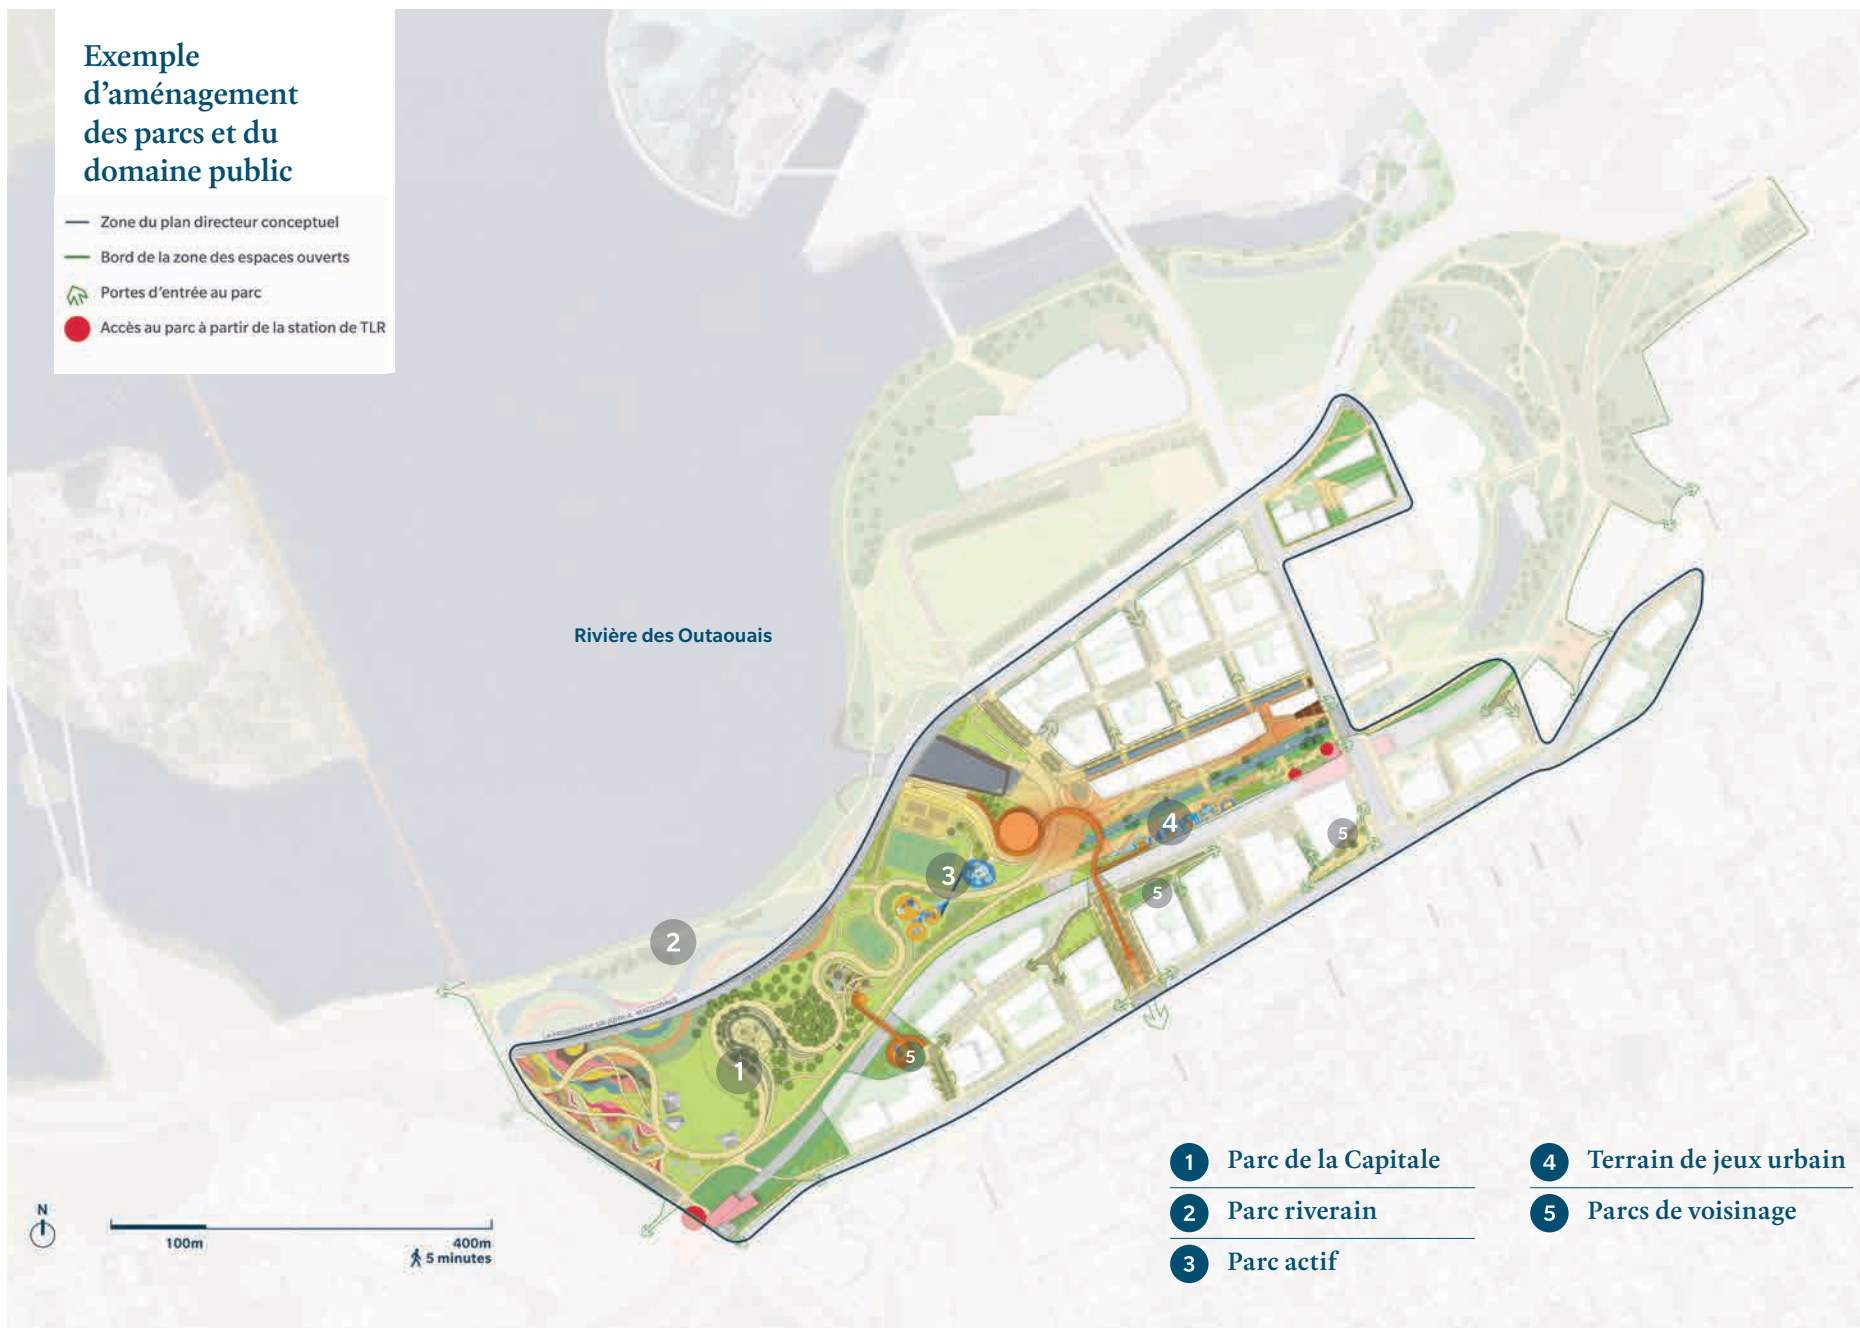 Exemple
d’aménagement
des parcs et du
domaine public
Zone du plan directeur conceptuel
Bord de la zone des espaces ouverts
Portes d’entrée au parc
Accès au parc à partir de la station de TLR
Rivière des Outaouais
4
5
3
5
2
5
1
N
100m
400m
5 minutes
1 Parc de la Capitale
2 Parc riverain
3 Parc actif
4 Terrain de jeux urbain
5 Parcs de voisinage